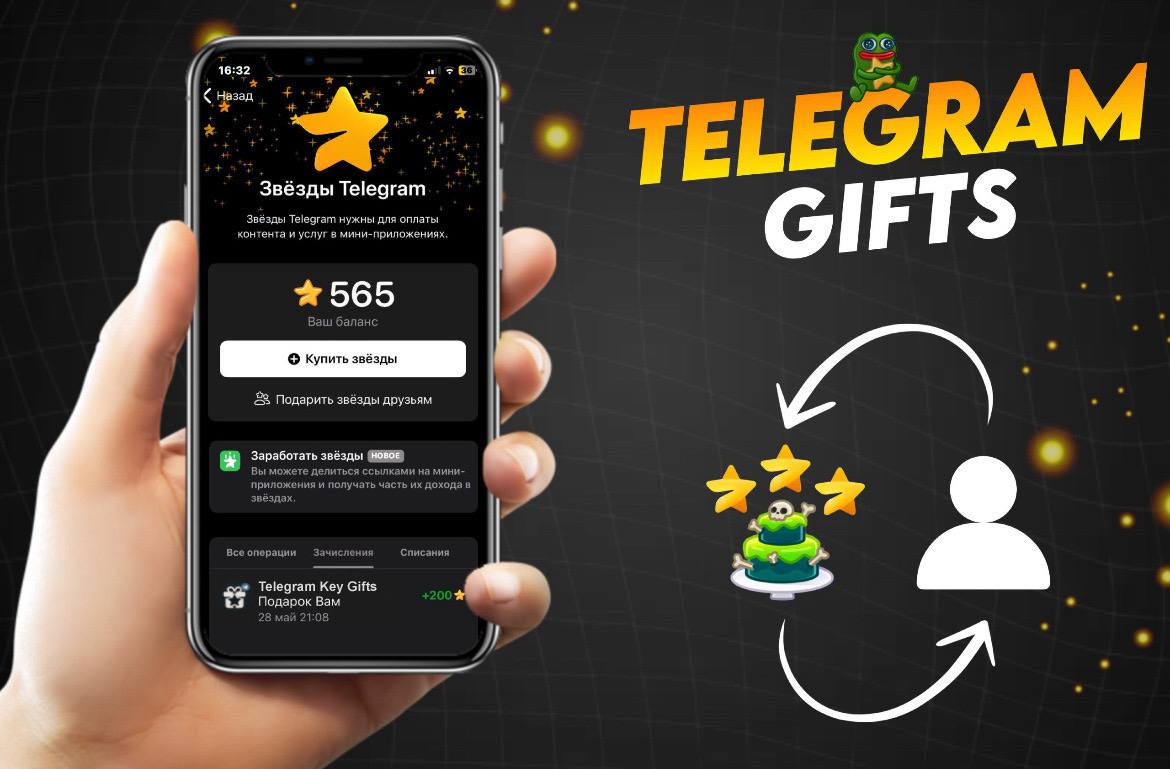 16:32
36
Назад
Звёзды Telegram
Звёзды Telegram нужны для оплаты
контента и услуг в мини-приложениях.
565
Ваш баланс
Купить звёзды
Подарить звёзды друзьям
Заработать звёзды НОВОЕ
Вы можете делиться ссылками на мини-
приложения и получать часть их дохода в
звёздах.
Все операции Зачисления Списания
Telegram Key Gifts
Подарок Вам
28 май 21:08
+200
TELEGRAM
GIFTS